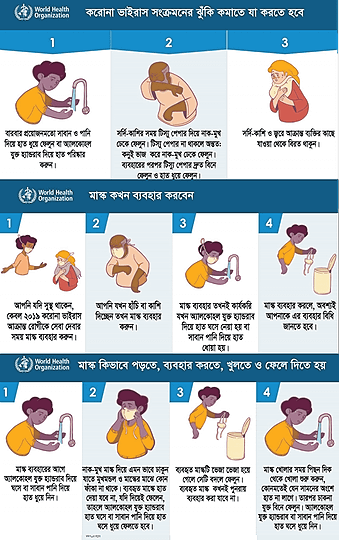 World Health
Organization
করোনা ভাইরাস সংক্রমনের ঝুঁকি কমাতে যা করতে হবে
1
2
3
বারবার প্রয়োজনমতো সাবান ও পানি
দিয়ে হাত ধুয়ে ফেলুন বা অ্যালকোহল
যুক্ত হ্যান্ডরাব দিয়ে হাত পরিষ্কার
করুন।
সর্দি-কাশির সময় টিস্যু পেপার দিয়ে নাক-মুখ
ঢেকে ফেলুন। টিস্যু পেপার না থাকলে অন্তত:
কনুই ভাজ করে নাক-মুখ ঢেকে ফেলুন।
ব্যবহারের পরপর টিস্যু পেপার দ্রুত বিনে
ফেলুন ও হাত ধুয়ে ফেলুন।
সর্দি-কাশি ও জ্বরে আক্রান্ত ব্যক্তির কাছে
যাওয়া থেকে বিরত থাকুন।
World Health
Organization
মাস্ক কখন ব্যবহার করবেন
1
2
3
4
আপনি যদি সুস্থ থাকেন,
কেবল ২০১৯ করোনা ভাইরাস
আক্রান্ত রোগীকে সেবা দেবার
সময় মাস্ক ব্যবহার করুন।
আপনি যখন হাঁচি বা কাশি
দিচ্ছেন তখন মাস্ক ব্যবহার
করুন।
মাস্ক ব্যবহার তখনই কার্যকরি
যখন আপনি অ্যালকোহল যুক্ত হ্যান্ডরাব
দিয়ে হাত ঘসে নেয়া হয় বা
সাবান পানি দিয়ে হাত
ধোয়া হয়।
মাস্ক ব্যবহার করলে, অবশ্যই
আপনাকে এর ব্যবহার বিধি
জানতে হবে।
World Health
Organization
মাস্ক কিভাবে পড়তে, ব্যবহার করতে, খুলতে ও ফেলে দিতে হয়
1
2
3
4
মাস্ক ব্যবহারের আগে
অ্যালকোহল যুক্ত হ্যান্ডরাব দিয়ে
হাত ঘসে বা সাবান পানি দিয়ে
হাত ধুয়ে নিন।
নাক-মুখ মাস্ক দিয়ে এমন ভাবে ঢাকুন
যাতে মুখমন্ডল ও মাস্কের মাঝে কোন
ফাঁকা না থাকে। ব্যবহৃত মাস্কে হাত
দেয়া যাবে না, যদি দিয়েই ফেলেন,
তাহলে অ্যালকোহল যুক্ত হ্যান্ডরাব
হাত ঘসে বা সাবান পানি দিয়ে হাত
ধুয়ে ফেলতে হবে।
ব্যবহৃত মাস্কটি ভেজা ভেজা হয়ে
গেলে সেটি বদলে ফেলুন।
ব্যবহৃত মাস্ক কখনই পুনরায়
ব্যবহার করা যাবে না।
মাস্ক খোলার সময় পিছন দিক
থেকে খোলা শুরু করুন,
কোনমতেই যেন সামনের অংশে
হাত না লাগে। তারপর ঢাকনা
যুক্ত বিনে ফেলুন। অ্যালকোহল
যুক্ত হ্যান্ডরাব দিয়ে হাত ঘসে
বা সাবান পানি দিয়ে হাত
ধুয়ে নিন।